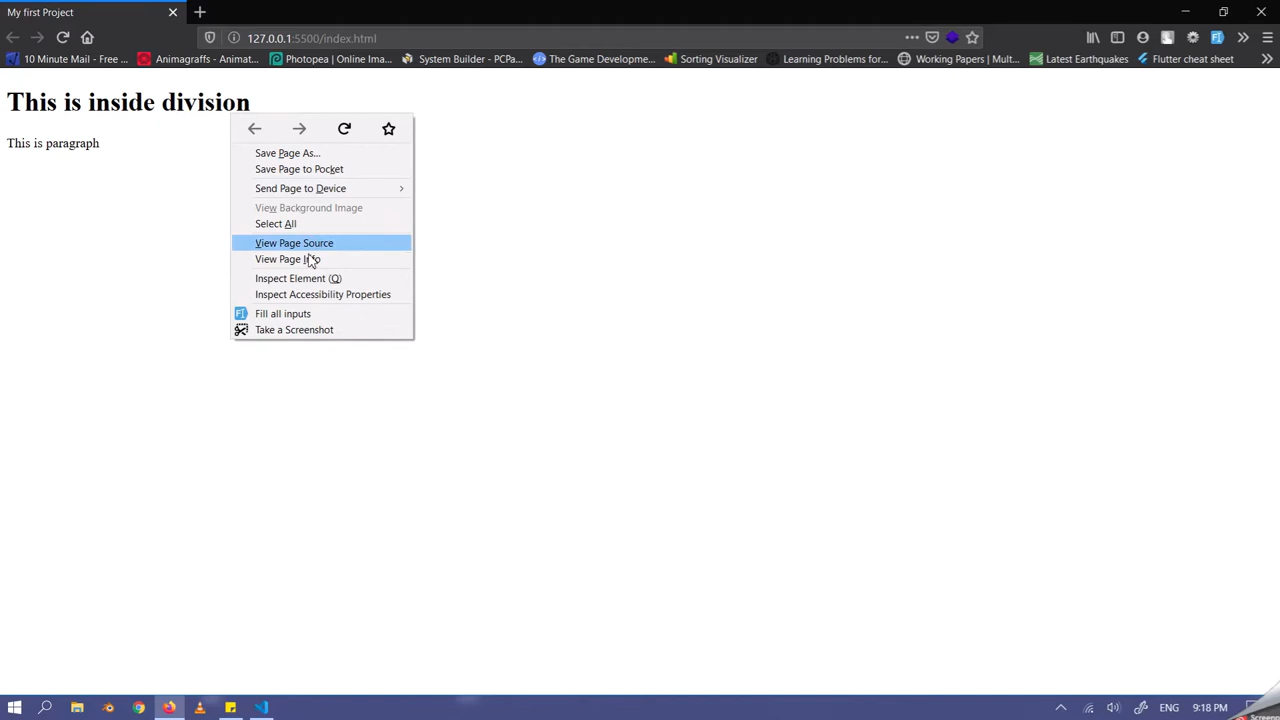 My first Project
127.0.0.1:5500/index.html
10 Minute Mail - Free ...
Animagraffs - Animat...
Photopea | Online Ima...
System Builder - PCPa...
The Game Developme...
Sorting Visualizer
Learning Problems for...
Working Papers | Mult...
Latest Earthquakes
Flutter cheat sheet
This is inside division
This is paragraph
Save Page As...
Save Page to Pocket
Send Page to Device
View Background Image
Select All
View Page Source
View Page Info
Inspect Element (Q)
Inspect Accessibility Properties
Fill all inputs
Take a Screenshot
ENG
9:18 PM